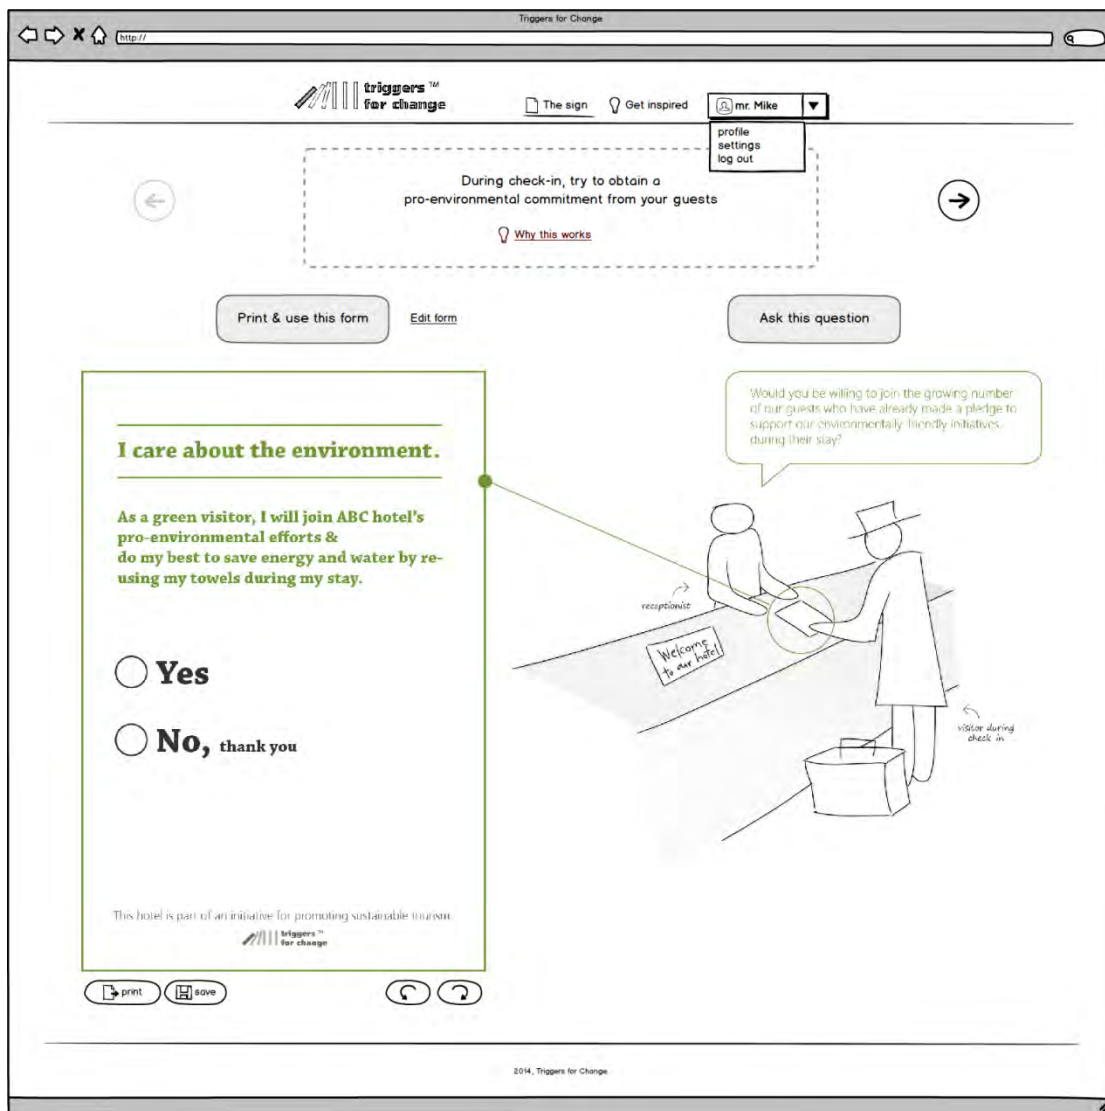 Triggers for Change
http://
triggers ™
for change
The sign
Get inspired
mr. Mike
profile
settings
log out
During check-in, try to obtain a
pro-environmental commitment from your guests
Why this works
Print & use this form
Edit form
Ask this question
I care about the environment.
As a green visitor, I will join ABC hotel's
pro-environmental efforts &
do my best to save energy and water by re-
using my towels during my stay.
Yes
No, thank you
This hotel is part of an initiative for promoting sustainable tourism
triggers ™
for change
print
save
Would you be willing to join the growing number
of our guests who have already made a pledge to
support our environmentally-friendly initiatives
during their stay?
receptionist
Welcome
to our hotel
visitor during
check in
2014, Triggers for Change